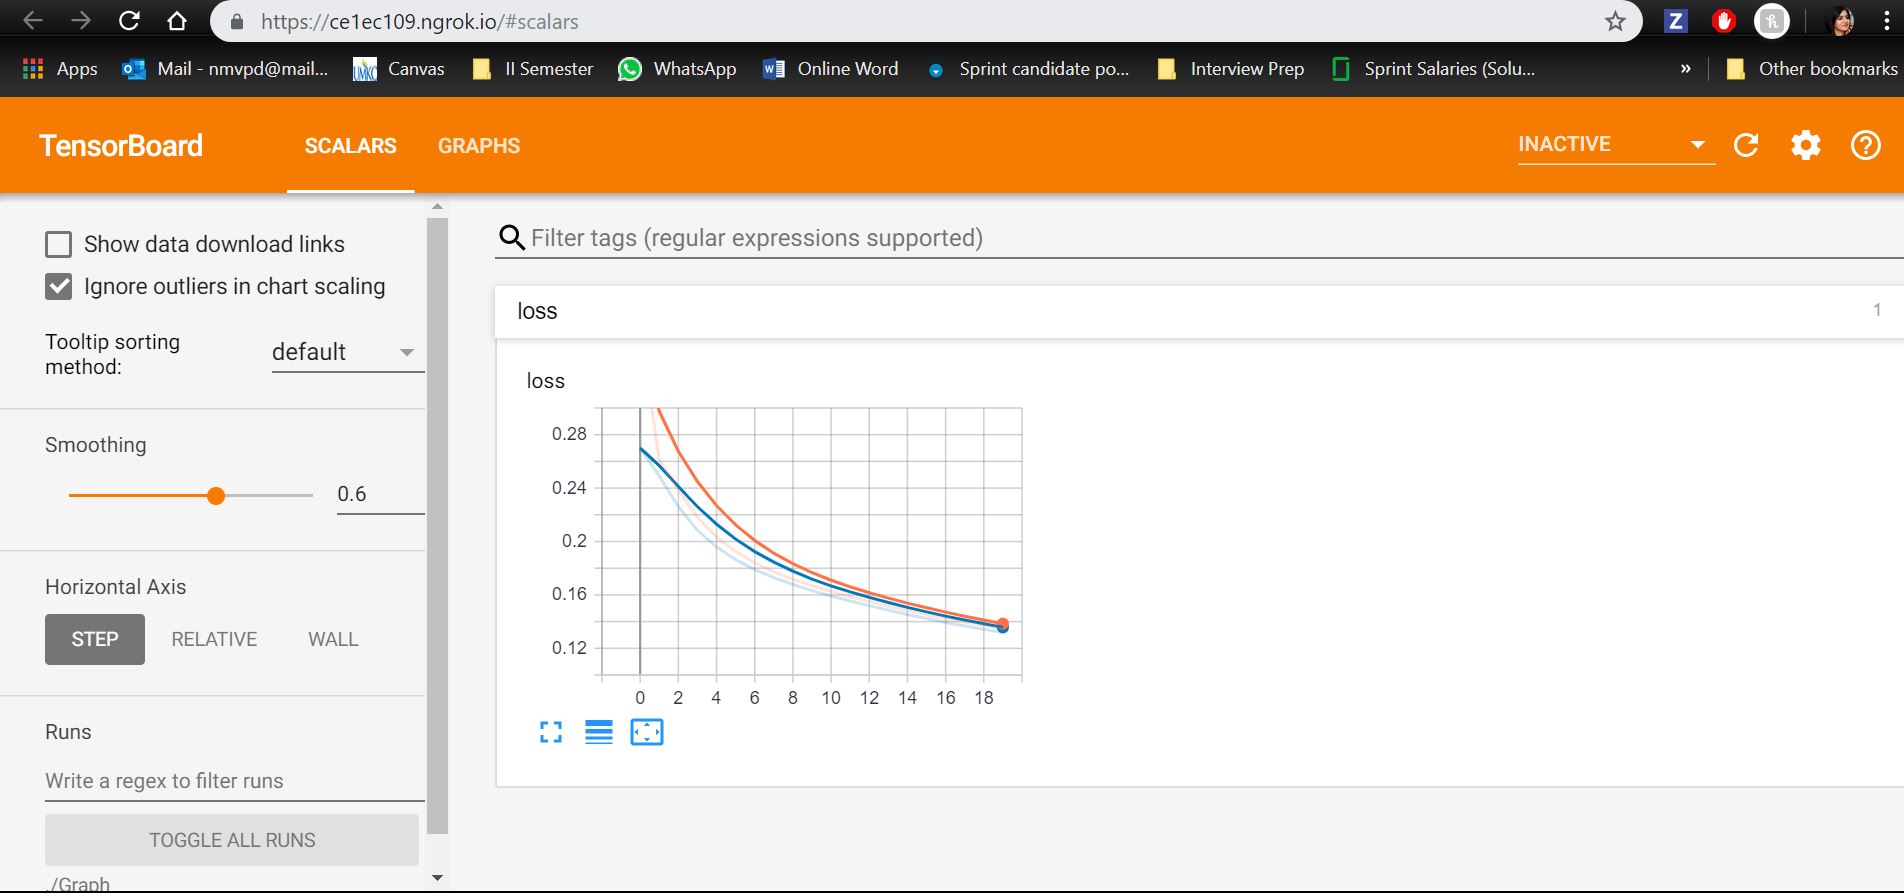 https://ce1ec109.ngrok.io/#scalars
Z
Apps Mail - nmvpd@mail... UMKC Canvas II Semester WhatsApp Online Word Sprint candidate po... Interview Prep Sprint Salaries (Solu... » Other bookmarks
TensorBoard SCALARS GRAPHS INACTIVE
Show data download links
Ignore outliers in chart scaling
Tooltip sorting
method:
default
Smoothing
0.6
Horizontal Axis
STEP RELATIVE WALL
Runs
Write a regex to filter runs
TOGGLE ALL RUNS
./Graph
Filter tags (regular expressions supported)
loss 1
loss
0.28
0.24
0.2
0.16
0.12
0 2 4 6 8 10 12 14 16 18